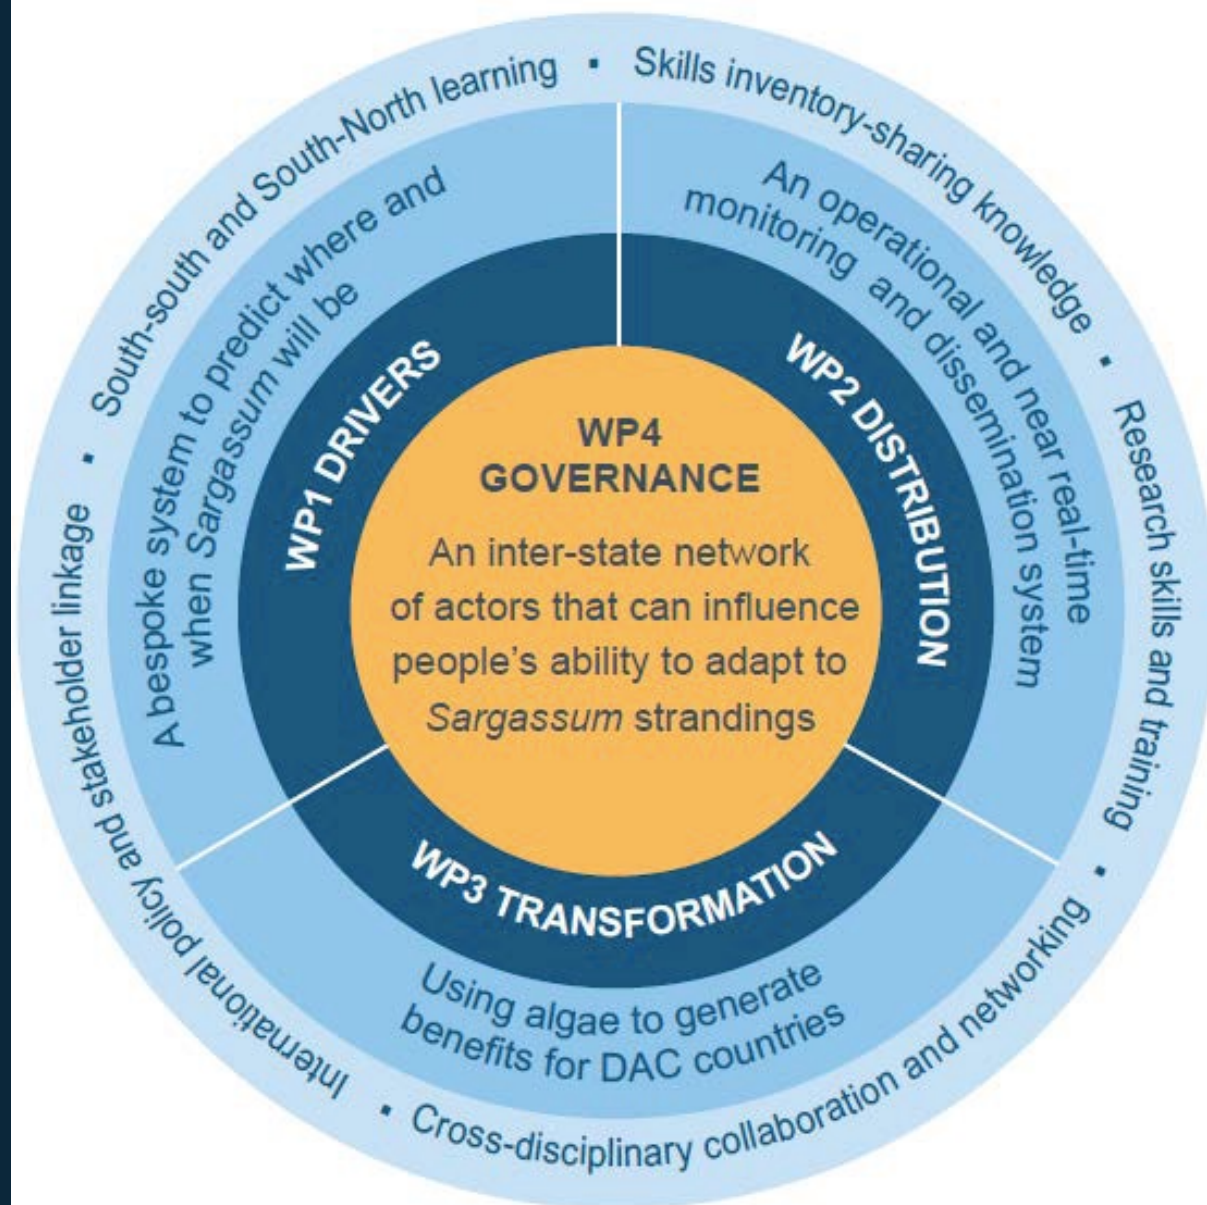 South-south and South-North learning ▪ Skills inventory-sharing knowledge ▪ Research skills and training ▪ Cross-disciplinary collaboration and networking ▪ International policy and stakeholder linkage ▪
A bespoke system to predict where and
when Sargassum will be
WP1 DRIVERS
An operational and near real-time
monitoring and dissemination system
WP2 DISTRIBUTION
WP4
GOVERNANCE
An inter-state network
of actors that can influence
people's ability to adapt to
Sargassum strandings
WP3 TRANSFORMATION
Using algae to generate
benefits for DAC countries